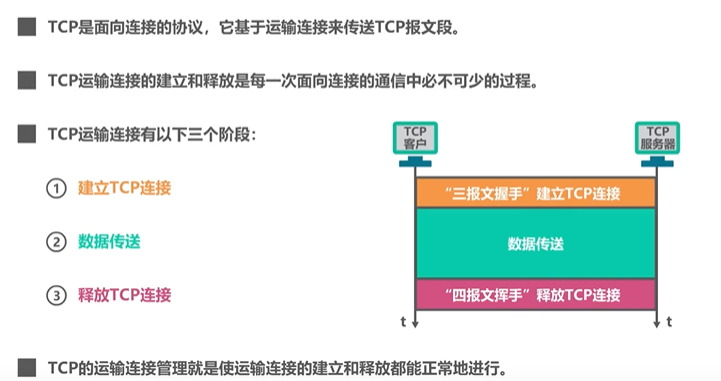 TCP是面向连接的协议，它基于运输连接来传送TCP报文段。
TCP运输连接的建立和释放是每一次面向连接的通信中必不可少的过程。
TCP运输连接有以下三个阶段：
① 建立TCP连接
② 数据传送
③ 释放TCP连接
TCP
客户
TCP
服务器
“三报文握手”建立TCP连接
数据传送
“四报文挥手”释放TCP连接
t
t
TCP的运输连接管理就是使运输连接的建立和释放都能正常地进行。